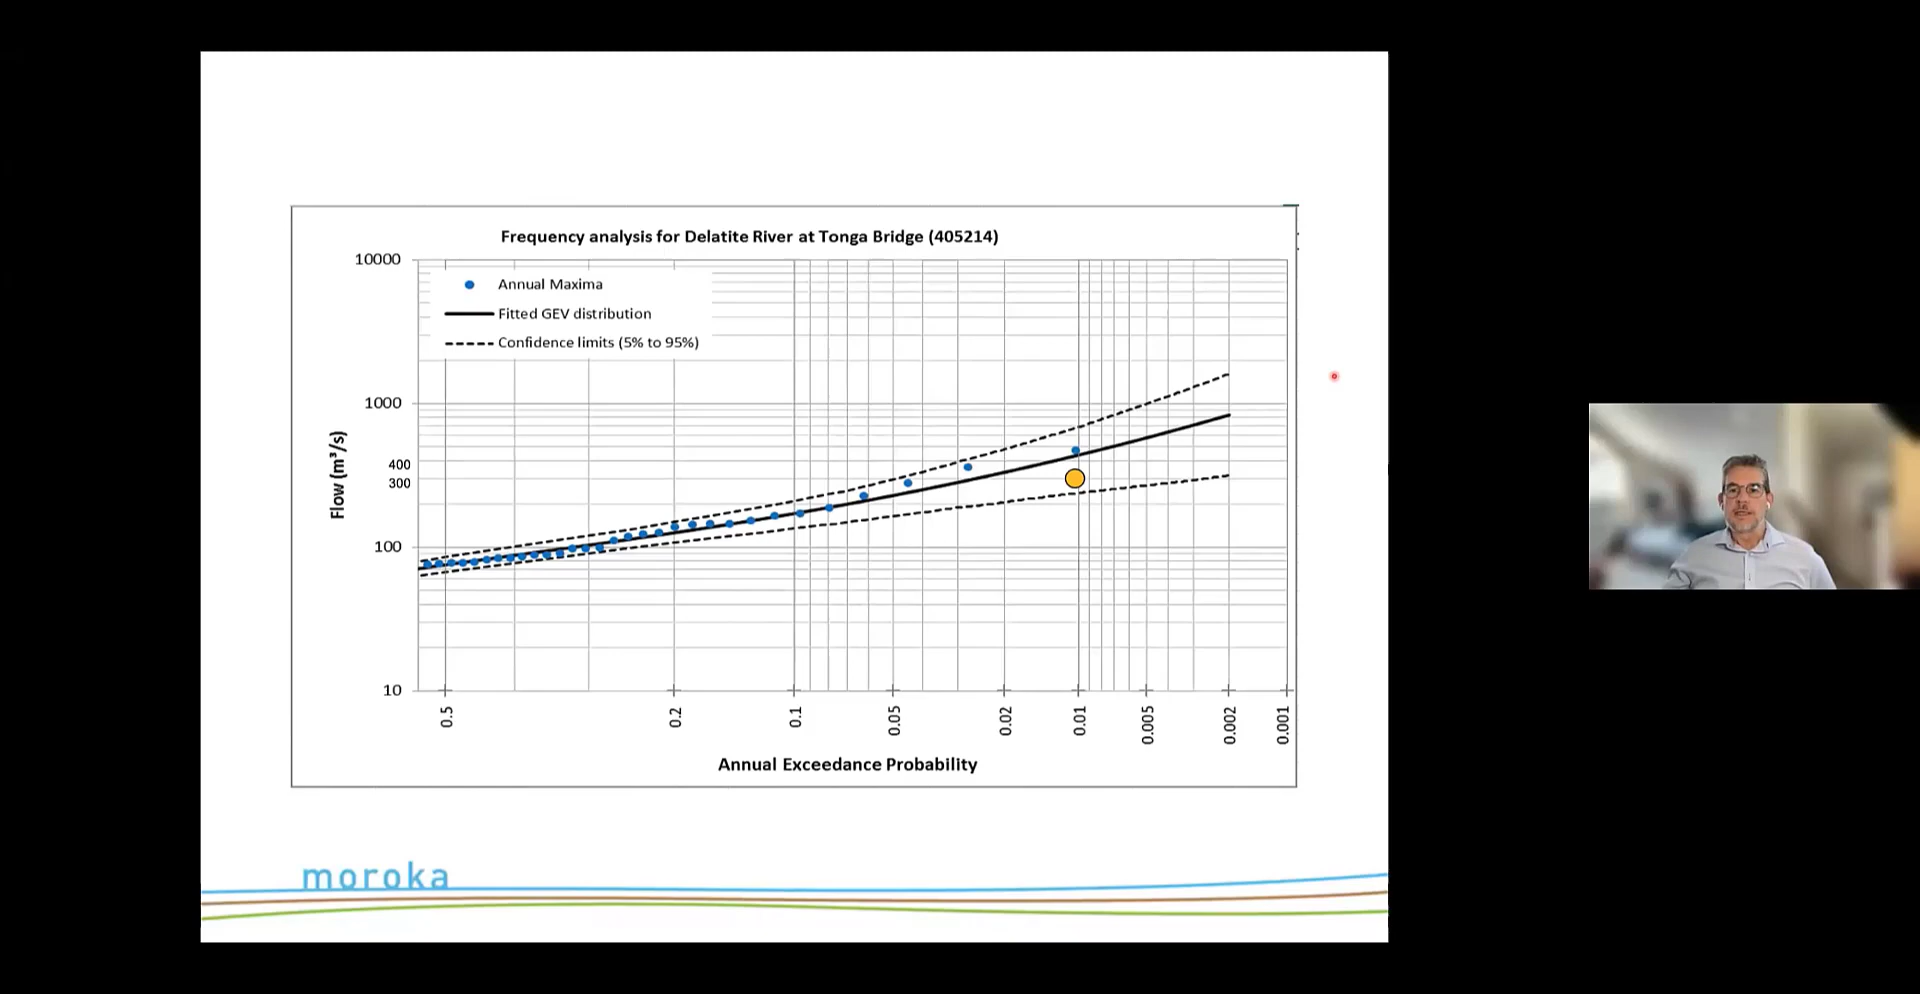 Frequency analysis for Delatite River at Tonga Bridge (405214)
10000
Annual Maxima
Fitted GEV distribution
Confidence limits (5% to 95%)
1000
400
300
100
10
Flow (m³/s)
0.5
0.2
0.1
0.05
0.02
0.01
0.005
0.002
0.001
Annual Exceedance Probability
moroka